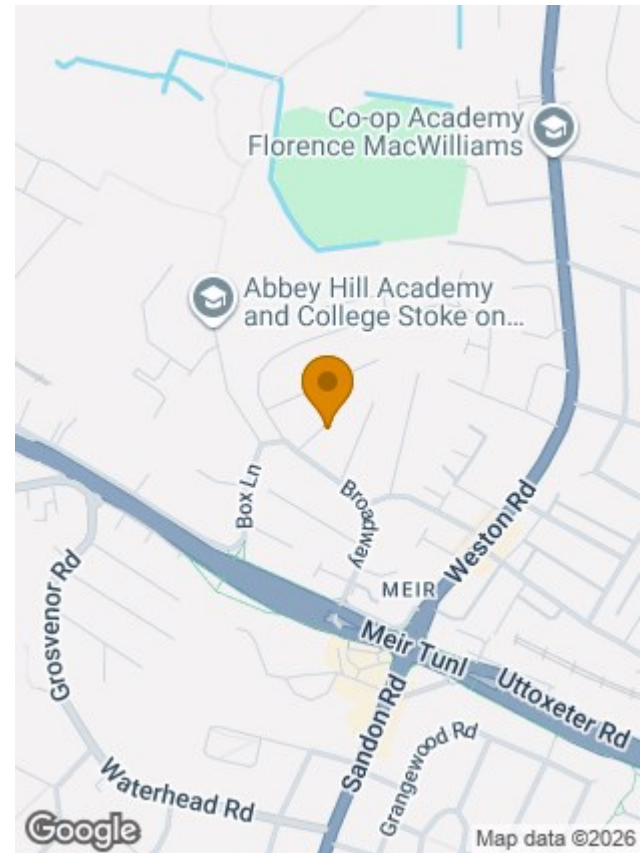 Co-op Academy
Florence MacWilliams
Abbey Hill Academy
and College Stoke on...
Box Ln
Broadway
Weston Rd
MEIR
Grosvenor Rd
Meir Tunl
Uttoxeter Rd
Sandon Rd
Grangewood Rd
Waterhead Rd
Google
Map data ©2026